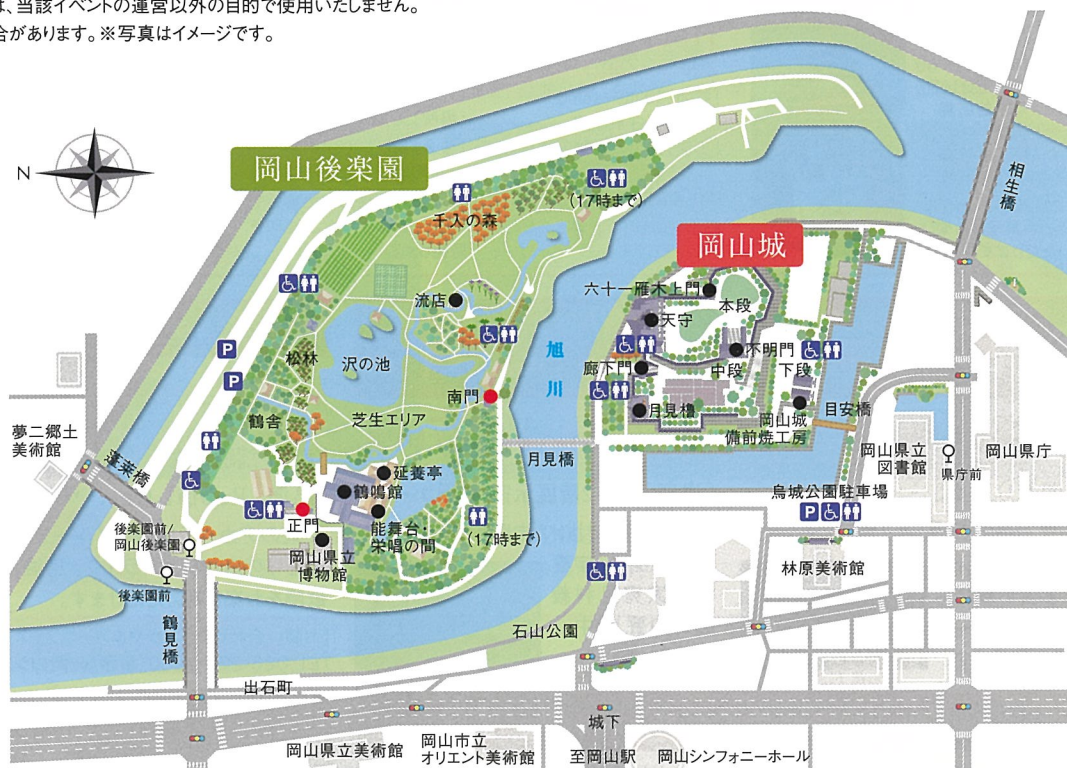 は、当該イベントの運営以外の目的で使用いたしません。
合があります。※写真はイメージです。
N
岡山後楽園
千入の森
(17時まで)
相生橋
岡山城
六十一雁木上門
本段
流店
天守
松林
沢の池
旭川
不明門
廊下門
中段
下段
P
P
南門
月見櫓
鶴舎
芝生エリア
岡山城
備前焼工房
目安橋
夢二郷土
美術館
蓬莱橋
月見橋
岡山県立
図書館
県庁前
岡山県庁
延養亭
鶴鳴館
烏城公園駐車場
P
正門
能舞台・
栄唱の間
(17時まで)
後楽園前/
岡山後楽園
岡山県立
博物館
林原美術館
後楽園前
鶴見橋
石山公園
出石町
城下
岡山県立美術館
岡山市立
オリエント美術館
至岡山駅
岡山シンフォニーホール